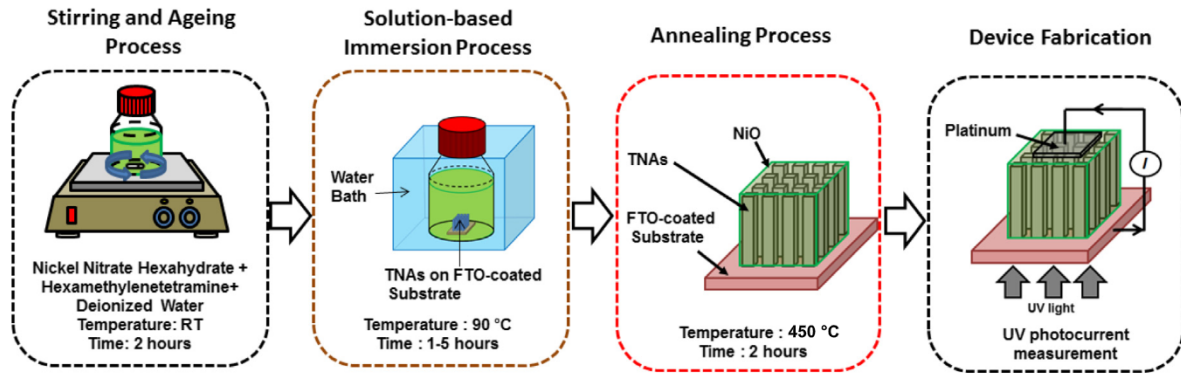 Stirring and Ageing
Process
Nickel Nitrate Hexahydrate +
Hexamethylenetetramine+
Deionized Water
Temperature: RT
Time: 2 hours
Solution-based
Immersion Process
Water
Bath
TNAs on FTO-coated
Substrate
Temperature : 90 °C
Time : 1-5 hours
Annealing Process
NiO
TNAs
FTO-coated
Substrate
Temperature : 450 °C
Time : 2 hours
Device Fabrication
Platinum
I
UV light
UV photocurrent
measurement